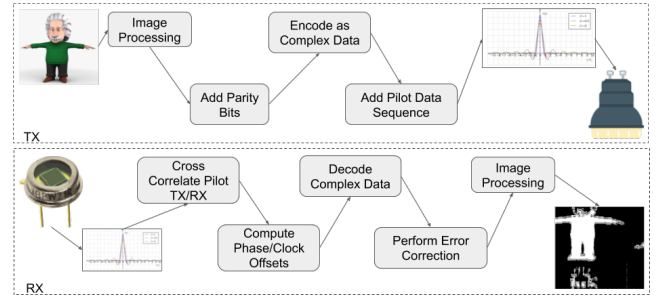 Image
Processing
Encode as
Complex Data
Add Parity
Bits
Add Pilot Data
Sequence
TX
Cross
Correlate Pilot
TX/RX
Decode
Complex Data
Image
Processing
Compute
Phase/Clock
Offsets
Perform Error
Correction
RX